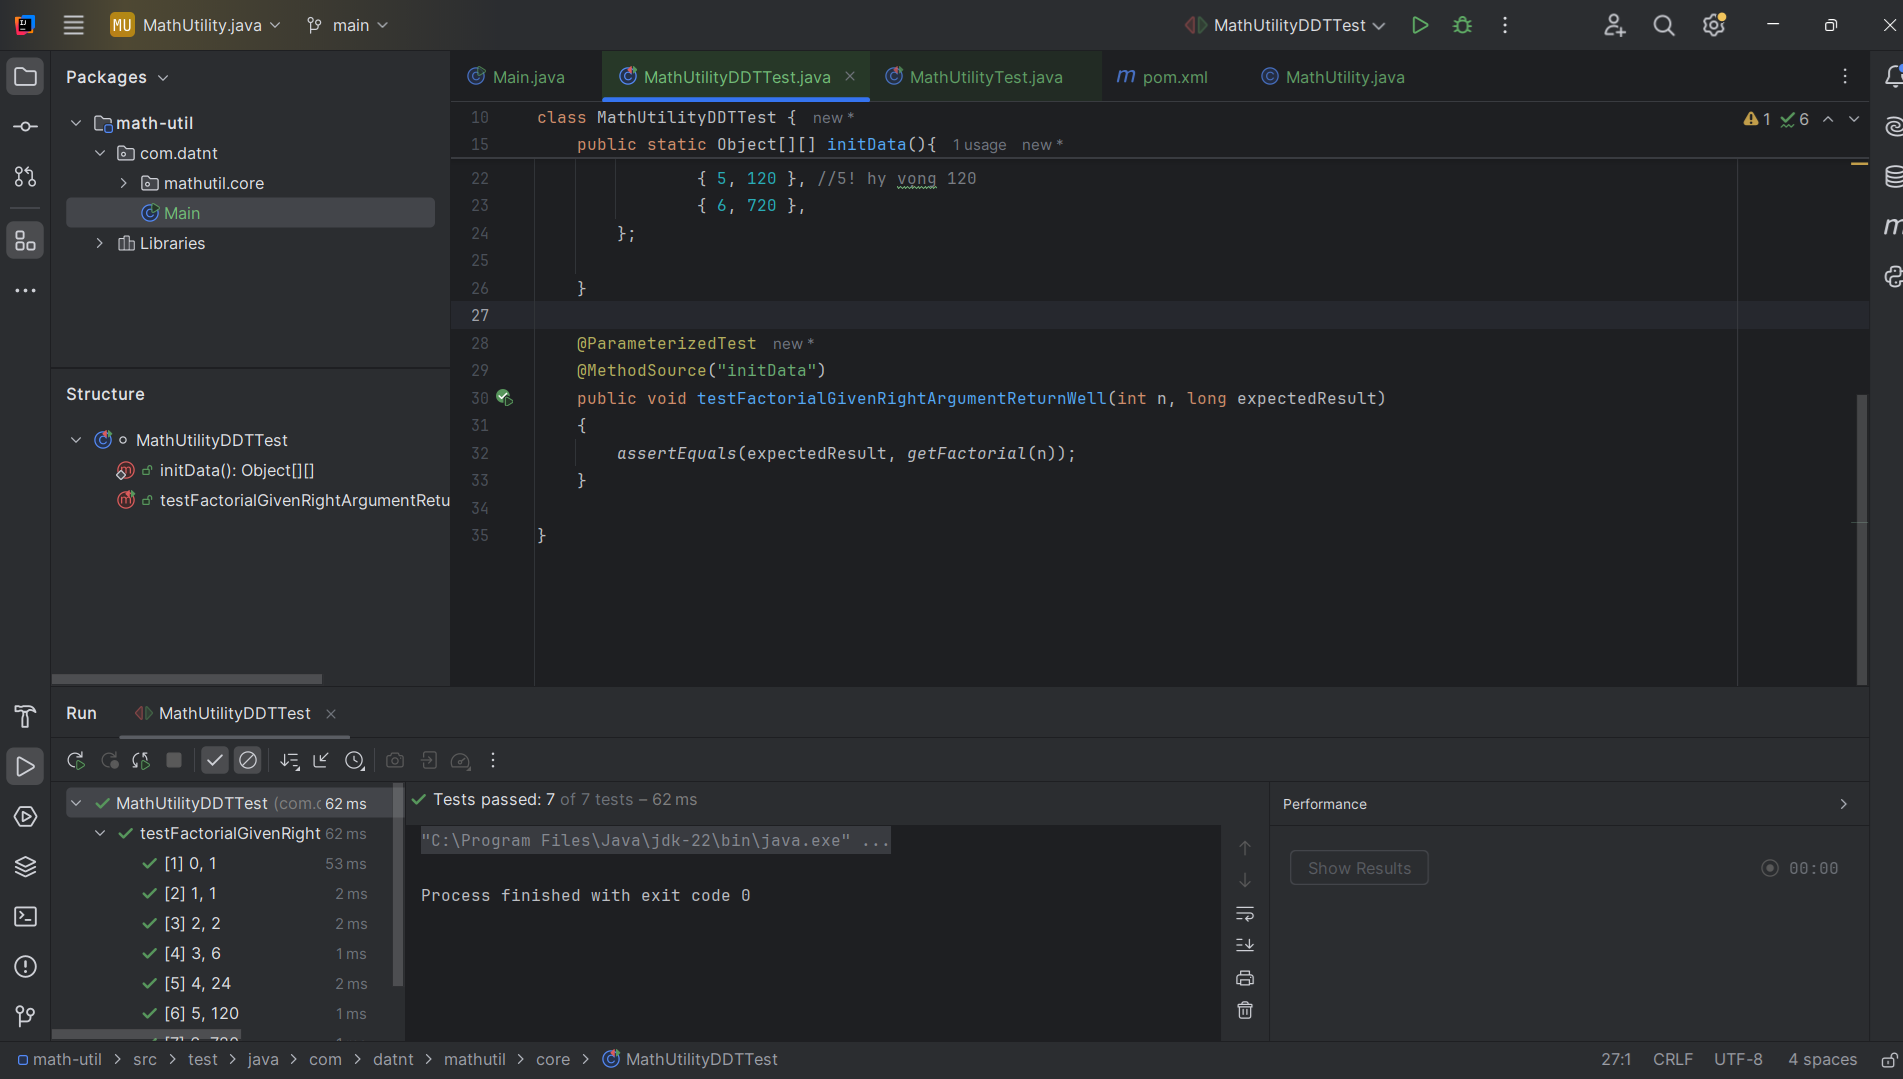 MU MathUtility.java main MathUtilityDDTTest
Packages
math-util
com.datnt
mathutil.core
Main
Libraries
Structure
MathUtilityDDTTest
initData(): Object[][]
testFactorialGivenRightArgumentRetu
Main.java MathUtilityDDTTest.java MathUtilityTest.java m pom.xml MathUtility.java
10 class MathUtilityDDTTest { new * 1 6
15 public static Object[][] initData(){ 1 usage new *
22 { 5, 120 }, //5! hy vong 120
23 { 6, 720 },
24 };
25
26 }
27
28 @ParameterizedTest new *
29 @MethodSource("initData")
30 public void testFactorialGivenRightArgumentReturnWell(int n, long expectedResult)
31 {
32 assertEquals(expectedResult, getFactorial(n));
33 }
34
35 }
Run MathUtilityDDTTest
MathUtilityDDTTest (com.c 62 ms
testFactorialGivenRight 62 ms
[1] 0, 1 53 ms
[2] 1, 1 2 ms
[3] 2, 2 2 ms
[4] 3, 6 1 ms
[5] 4, 24 2 ms
[6] 5, 120 1 ms
Tests passed: 7 of 7 tests – 62 ms
"C:\Program Files\Java\jdk-22\bin\java.exe" ...
Process finished with exit code 0
Performance
Show Results 00:00
math-util > src > test > java > com > datnt > mathutil > core > MathUtilityDDTTest 27:1 CRLF UTF-8 4 spaces